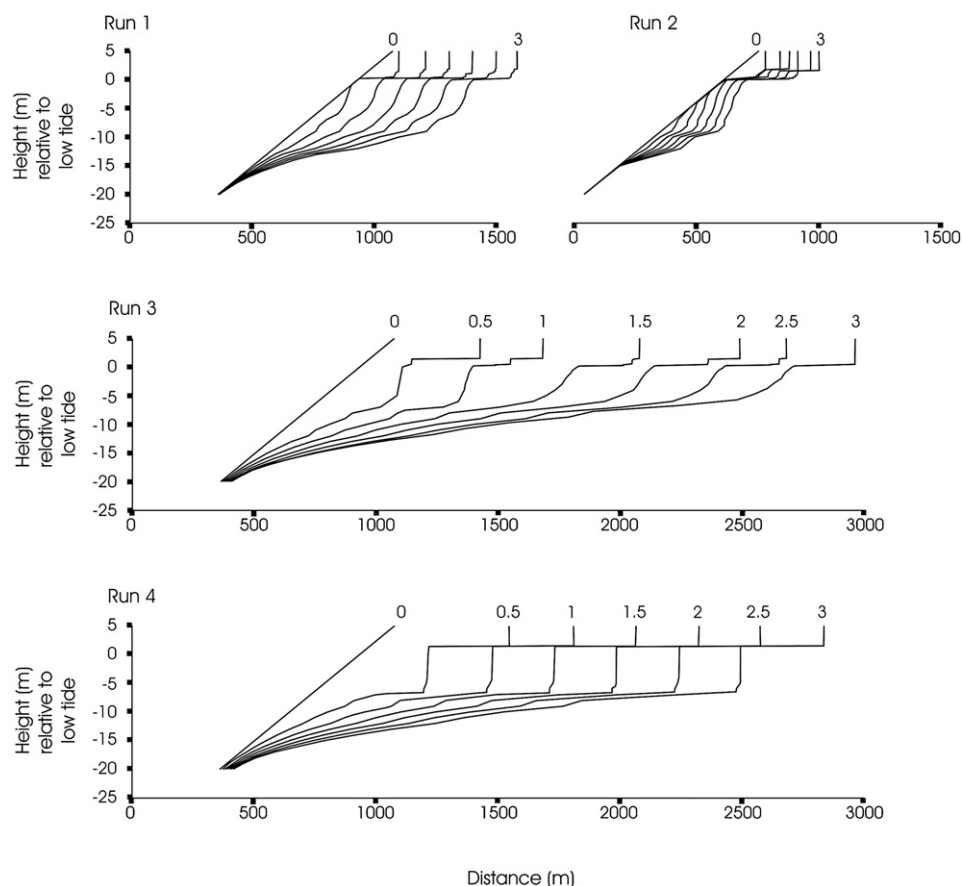 Run 1
0 3
5
0
-5
-10
-15
-20
-25
Height (m)
relative to
low tide
0 500 1000 1500
Run 2
0 3
0 500 1000 1500
Run 3
0 0.5 1 1.5 2 2.5 3
5
0
-5
-10
-15
-20
-25
Height (m)
relative to
low tide
0 500 1000 1500 2000 2500 3000
Run 4
0 0.5 1 1.5 2 2.5 3
5
0
-5
-10
-15
-20
-25
Height (m)
relative to
low tide
0 500 1000 1500 2000 2500 3000
Distance (m)